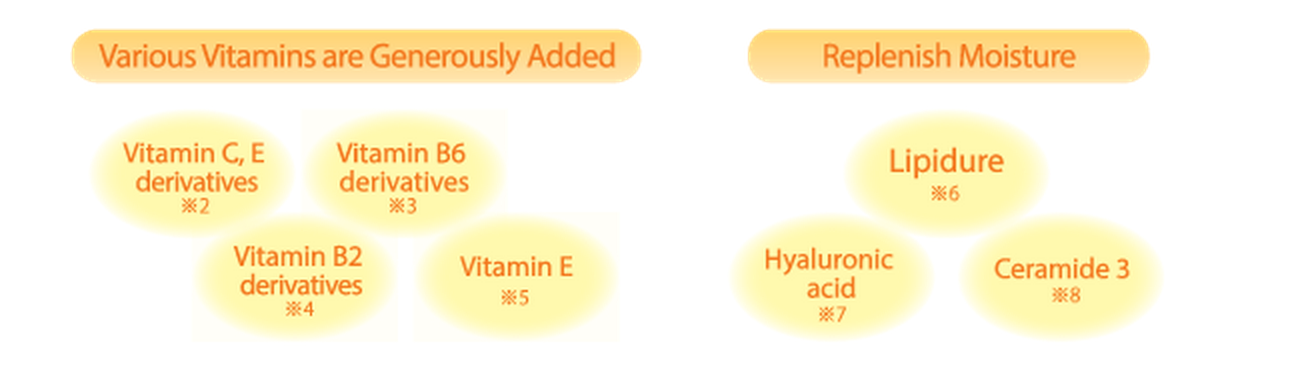 Various Vitamins are Generously Added
Vitamin C, E
derivatives
※2
Vitamin B6
derivatives
※3
Vitamin B2
derivatives
※4
Vitamin E
※5
Replenish Moisture
Lipidure
※6
Hyaluronic
acid
※7
Ceramide 3
※8